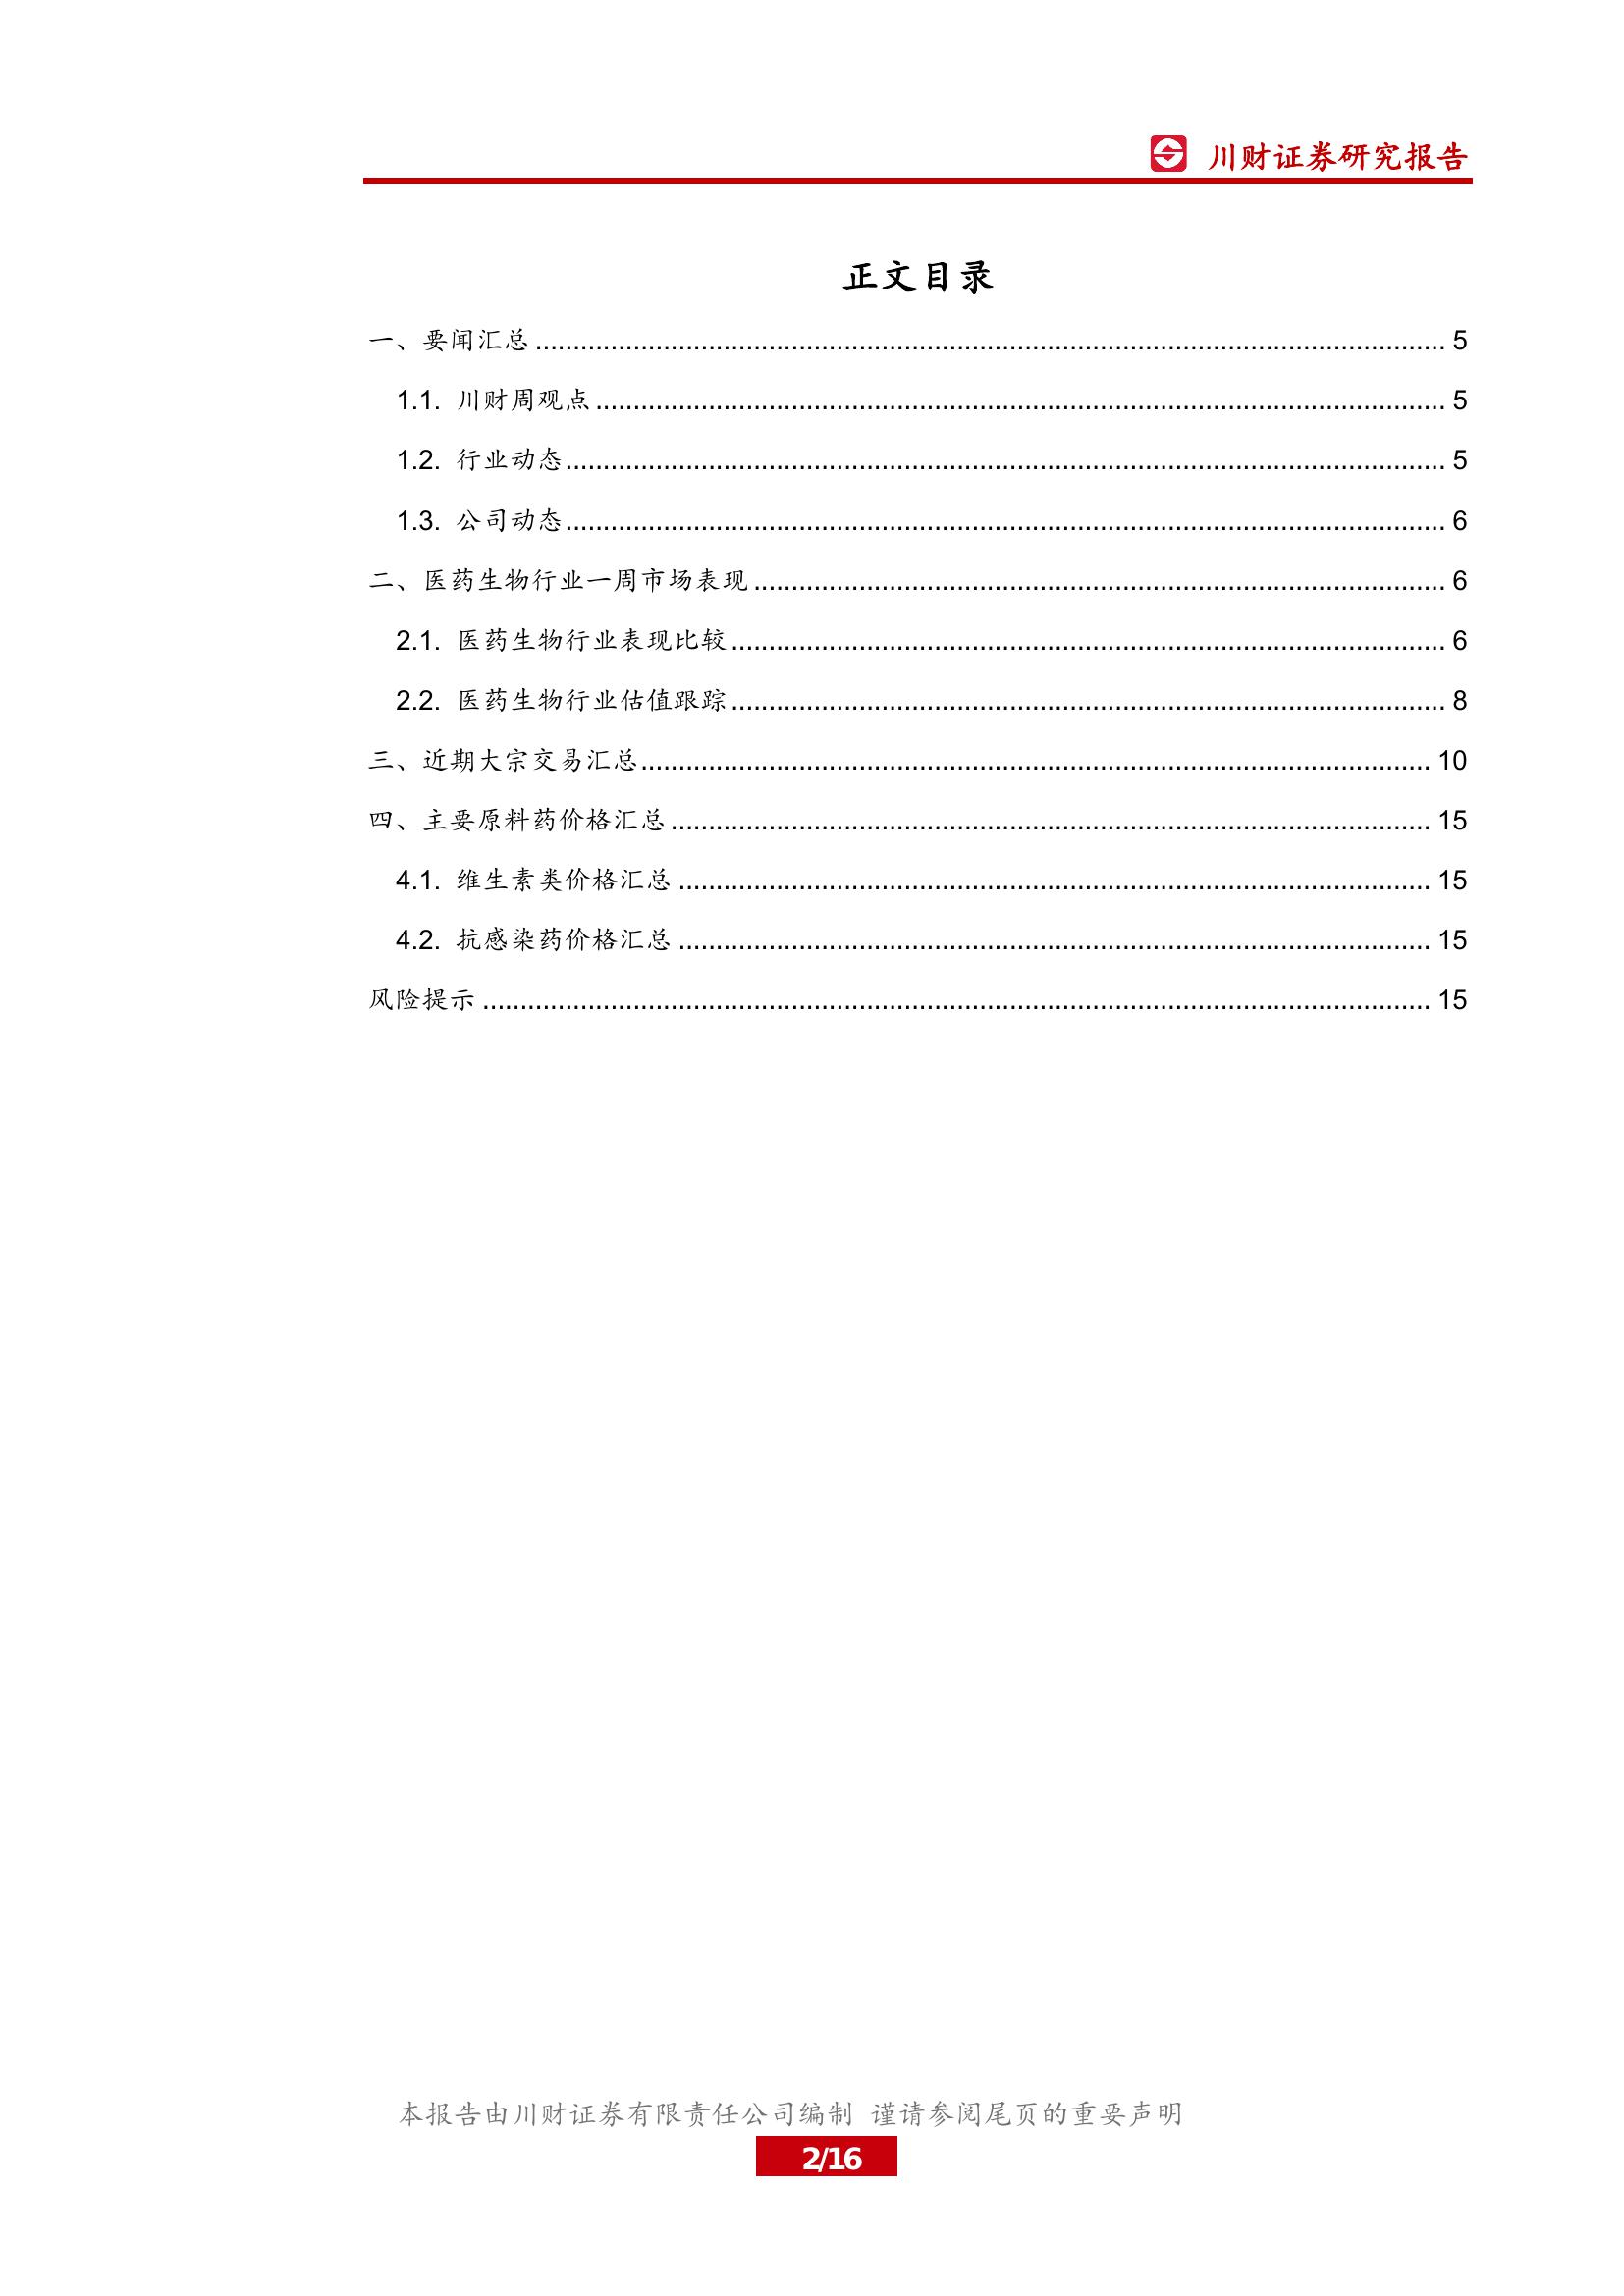 川财证券研究报告
正文目录
一、要闻汇总 ........................................ 5
1.1. 川财周观点 ........................................ 5
1.2. 行业动态 ........................................ 5
1.3. 公司动态 ........................................ 6
二、医药生物行业一周市场表现 ........................................ 6
2.1. 医药生物行业表现比较 ........................................ 6
2.2. 医药生物行业估值跟踪 ........................................ 8
三、近期大宗交易汇总 ........................................ 10
四、主要原料药价格汇总 ........................................ 15
4.1. 维生素类价格汇总 ........................................ 15
4.2. 抗感染药价格汇总 ........................................ 15
风险提示 ........................................ 15
本报告由川财证券有限责任公司编制 谨请参阅尾页的重要声明
2/16